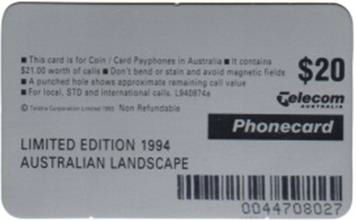 ■ This card is for Coin / Card Payphones in Australia ■ It contains
$21.00 worth of calls ■ Don't bend or stain and avoid magnetic fields
■ A punched hole shows approximate remaining call value
■ For local, STD and International calls. L940874a
© Telstra Corporation Limited 1993 Non Refundable
$20
Telecom
AUSTRALIA
Phonecard
LIMITED EDITION 1994
AUSTRALIAN LANDSCAPE
0044708027